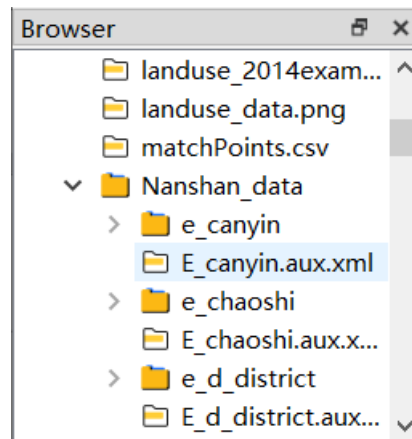 Browser
landuse_2014exam...
landuse_data.png
matchPoints.csv
Nanshan_data
e_canyin
E_canyin.aux.xml
e_chaoshi
E_chaoshi.aux.x...
e_d_district
E_d_district.aux...